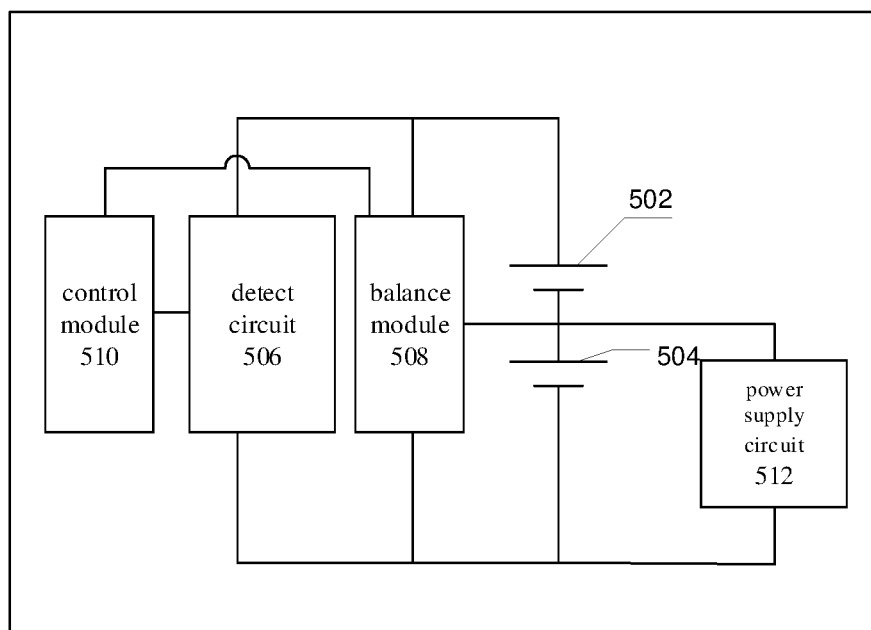 502
control
module
510
detect
circuit
506
balance
module
508
504
power
supply
circuit
512